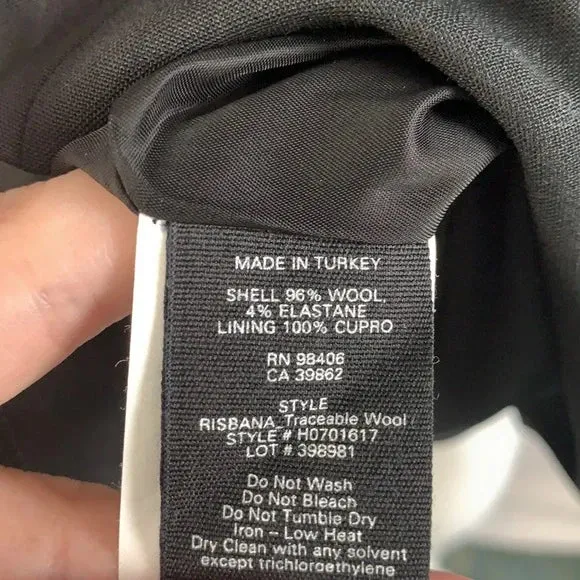 MADE IN TURKEY
SHELL 96% WOOL,
4% ELASTANE
LINING 100% CUPRO
RN 98406
CA 39862
STYLE
RISBANA_Traceable Wool
STYLE # H0701617
LOT # 398981
Do Not Wash
Do Not Bleach
Do Not Tumble Dry
Iron - Low Heat
Dry Clean with any solvent
except trichloroethylene